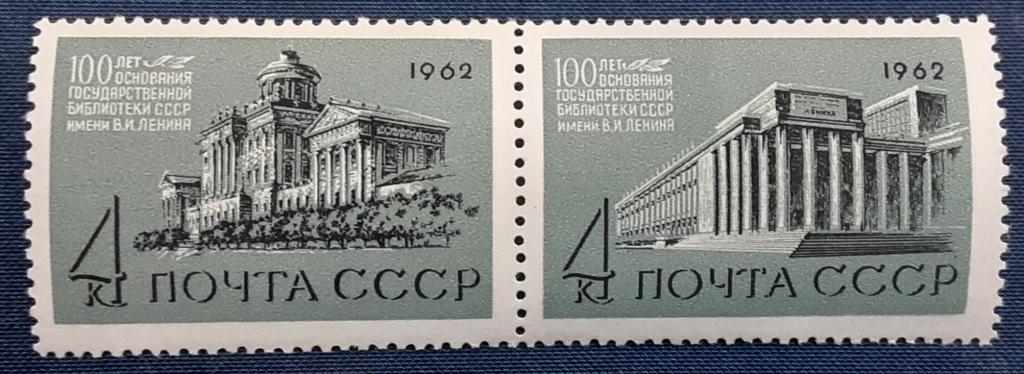 100 ЛЕТ
ОСНОВАНИЯ
ГОСУДАРСТВЕННОЙ
БИБЛИОТЕКИ СССР
ИМЕНИ В.И.ЛЕНИНА
1962
4 К
ПОЧТА СССР
100 ЛЕТ
ОСНОВАНИЯ
ГОСУДАРСТВЕННОЙ
БИБЛИОТЕКИ СССР
ИМЕНИ В.И.ЛЕНИНА
1962
ЛЕНИНА
4 К
ПОЧТА СССР